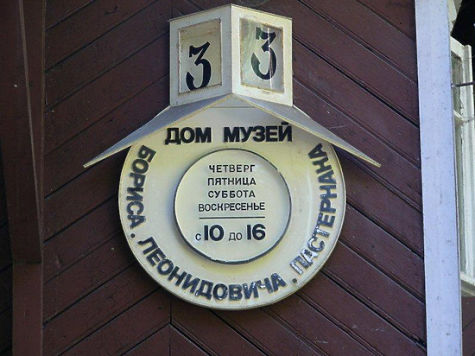 3 3
ДОМ МУЗЕЙ
БОРИСА ЛЕОНИДОВИЧА ПАСТЕРНАКА
ЧЕТВЕРГ
ПЯТНИЦА
СУББОТА
ВОСКРЕСЕНЬЕ
с 10 до 16